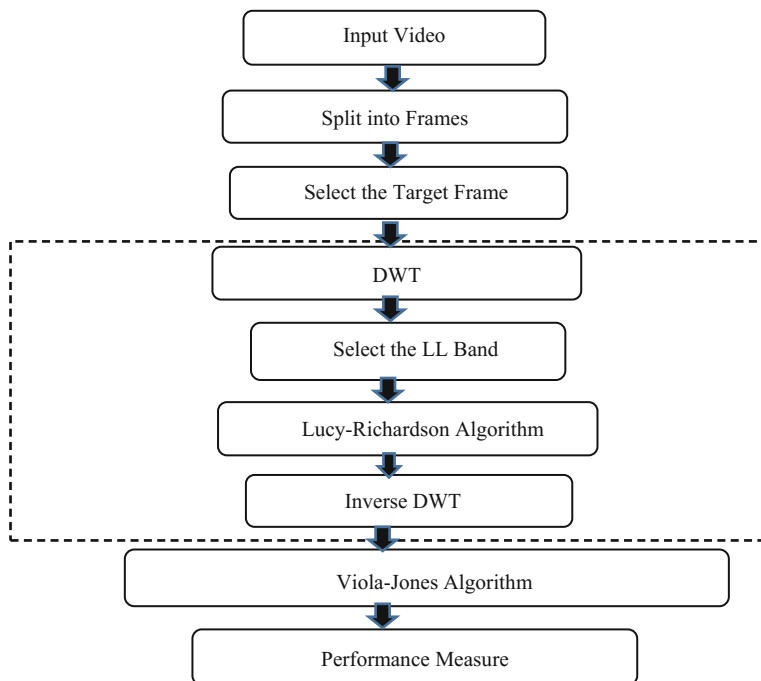 Input Video
Split into Frames
Select the Target Frame
DWT
Select the LL Band
Lucy-Richardson Algorithm
Inverse DWT
Viola-Jones Algorithm
Performance Measure